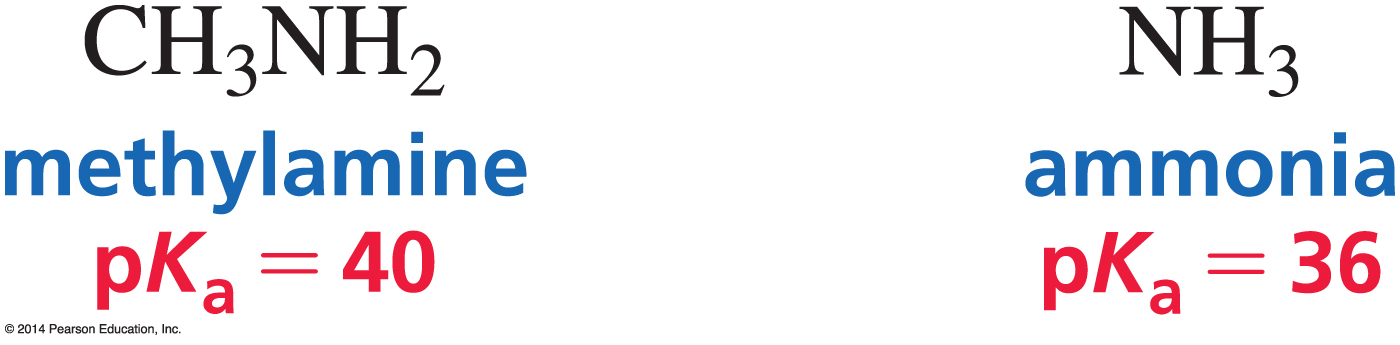 CH₃NH₂ NH₃
methylamine ammonia
pKₐ = 40 pKₐ = 36
© 2014 Pearson Education, Inc.